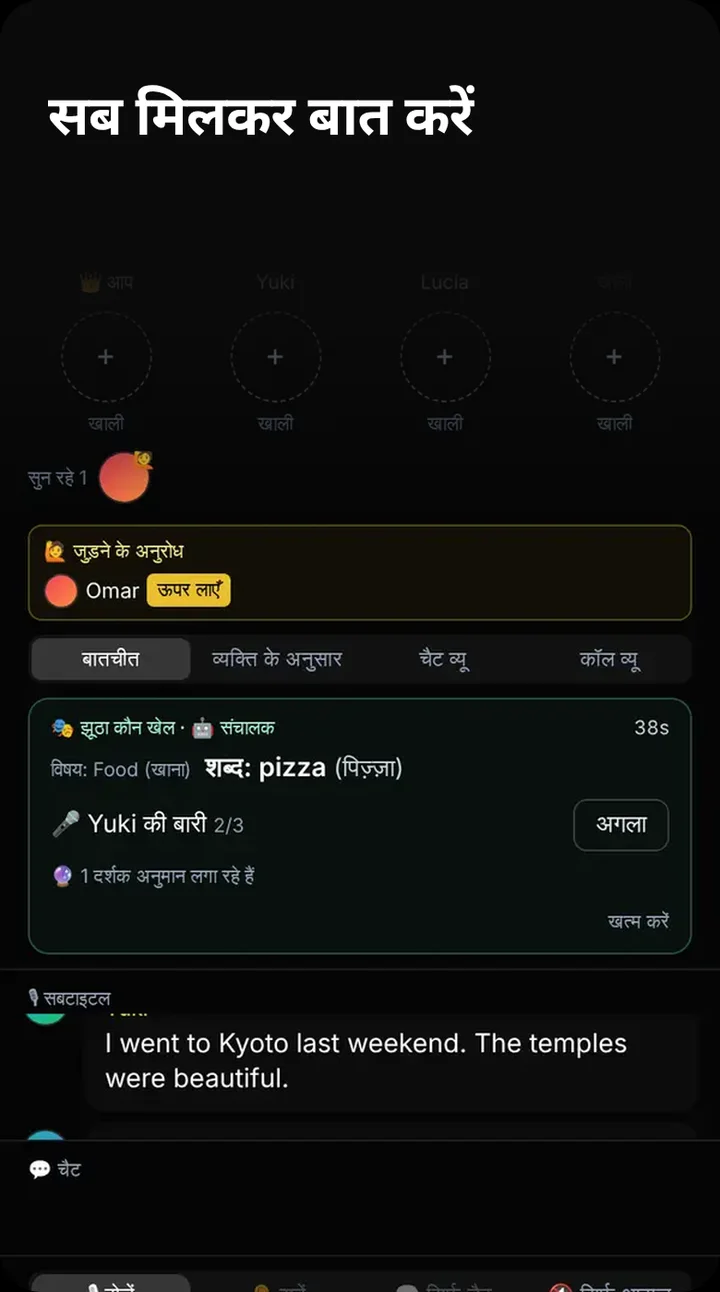 सब मिलकर बात करें
👑 आप Yuki Lucía
+ + + +
खाली खाली खाली खाली
सुन रहे 1
🙋 जुड़ने के अनुरोध
Omar ऊपर लाएँ
बातचीत व्यक्ति के अनुसार चैट व्यू कॉल व्यू
🎭 झूठा कौन खेल · 🤖 संचालक 38s
विषय: Food (खाना) शब्द: pizza (पिज़्ज़ा)
🎤 Yuki की बारी 2/3 अगला
🔮 1 दर्शक अनुमान लगा रहे हैं
खत्म करें
🎙 सबटाइटल
I went to Kyoto last weekend. The temples
were beautiful.
💬 चैट